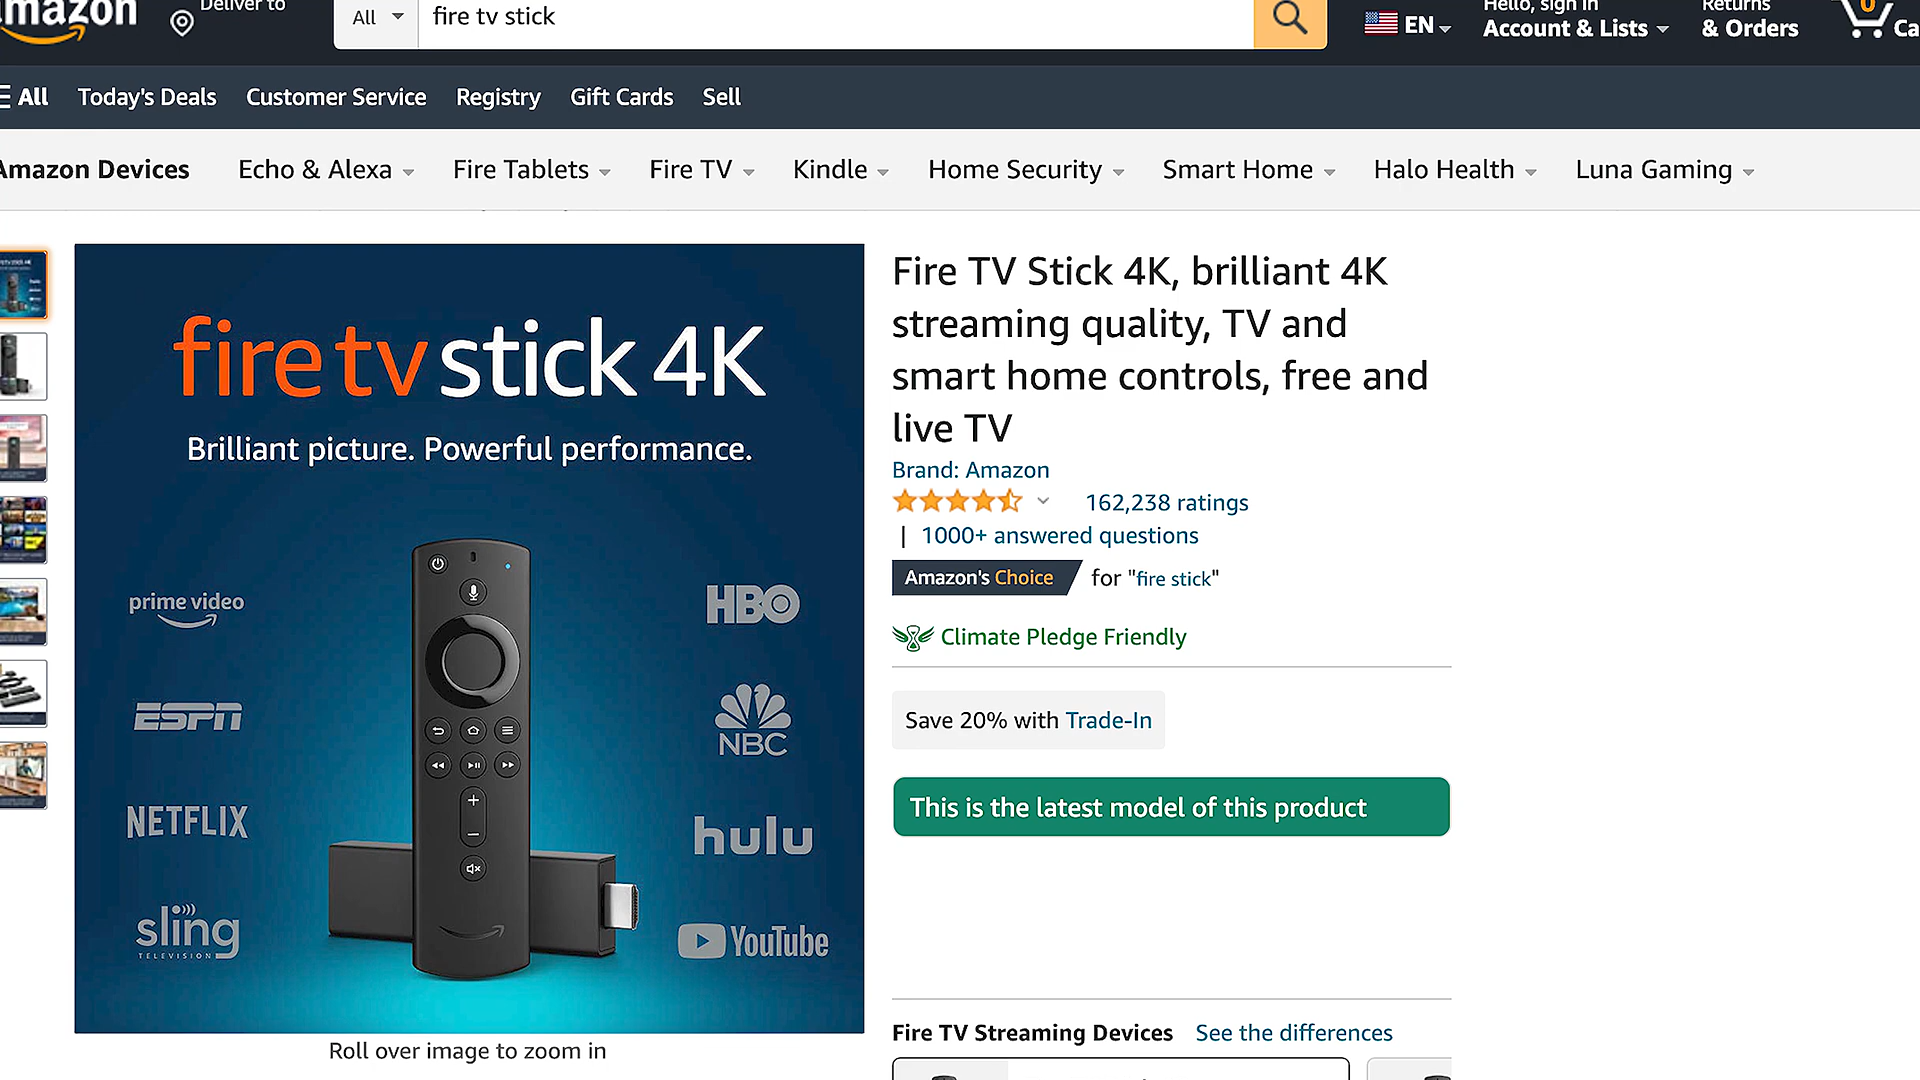 amazon
Deliver to
All
fire tv stick
EN
Hello, sign in
Account & Lists
Returns
& Orders
0
All
Today's Deals
Customer Service
Registry
Gift Cards
Sell
Amazon Devices
Echo & Alexa
Fire Tablets
Fire TV
Kindle
Home Security
Smart Home
Halo Health
Luna Gaming
fire tv stick 4K
Brilliant picture. Powerful performance.
prime video
HBO
ESPN
NBC
NETFLIX
hulu
sling
TELEVISION
YouTube
Roll over image to zoom in
Fire TV Stick 4K, brilliant 4K
streaming quality, TV and
smart home controls, free and
live TV
Brand: Amazon
162,238 ratings
| 1000+ answered questions
Amazon's Choice for "fire stick"
Climate Pledge Friendly
Save 20% with Trade-In
This is the latest model of this product
Fire TV Streaming Devices See the differences